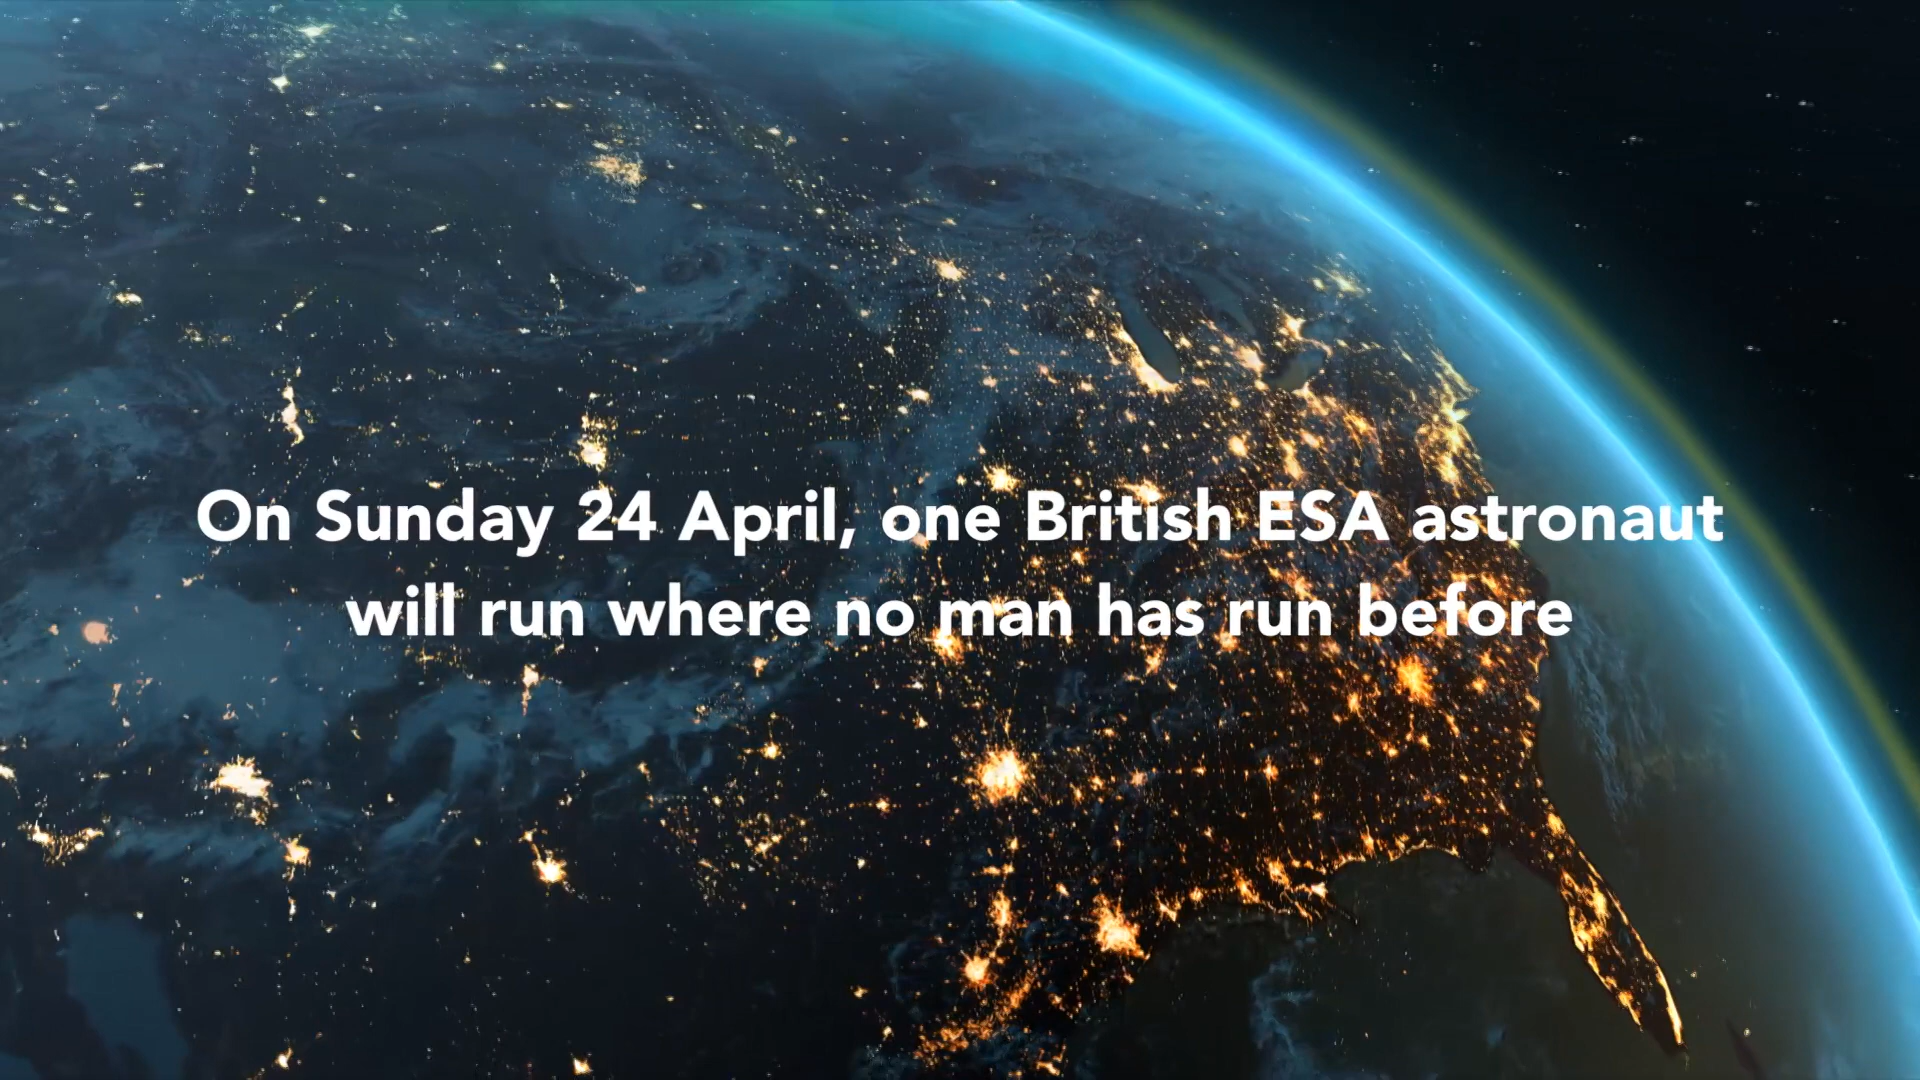 On Sunday 24 April, one British ESA astronaut
will run where no man has run before